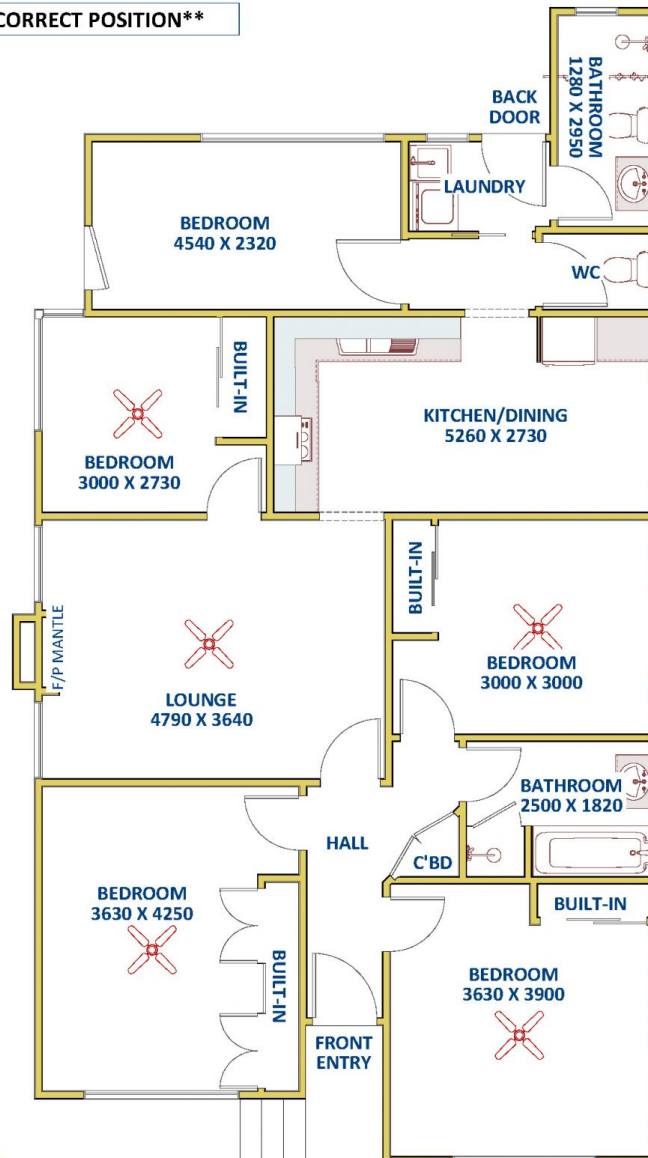 CORRECT POSITION**
BATHROOM
1280 X 2950
BACK
DOOR
LAUNDRY
BEDROOM
4540 X 2320
WC
BUILT-IN
KITCHEN/DINING
5260 X 2730
BEDROOM
3000 X 2730
BUILT-IN
F/P MANTLE
BEDROOM
3000 X 3000
LOUNGE
4790 X 3640
BATHROOM
2500 X 1820
HALL
C'BD
BEDROOM
3630 X 4250
BUILT-IN
BUILT-IN
BEDROOM
3630 X 3900
FRONT
ENTRY